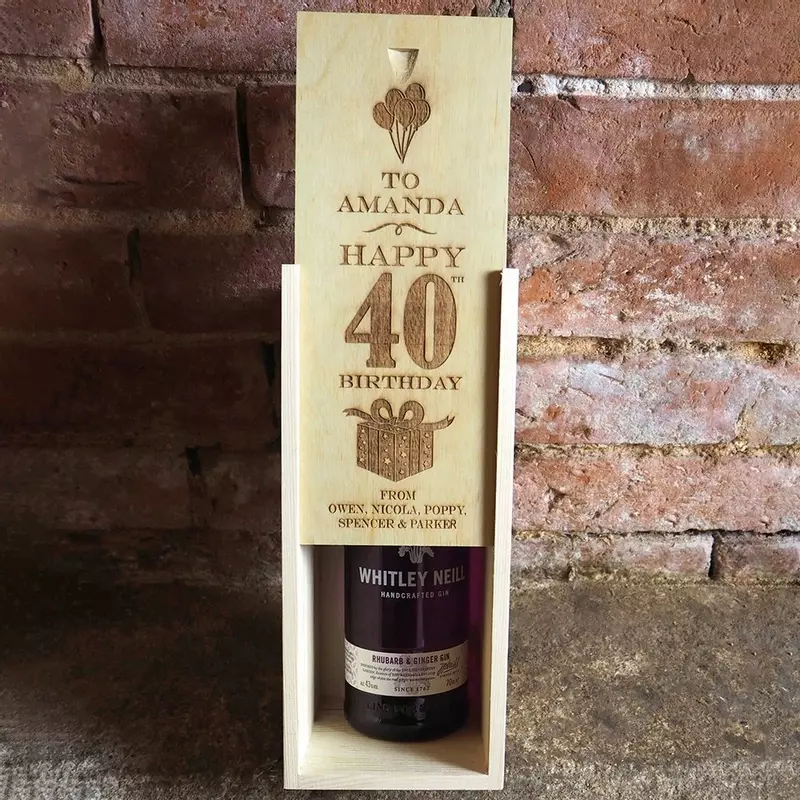 TO
AMANDA
HAPPY
40TH
BIRTHDAY
FROM
OWEN, NICOLA, POPPY,
SPENCER & PARKER
WHITLEY NEILL
HANDCRAFTED GIN
RHUBARB & GINGER GIN
SINCE 1762